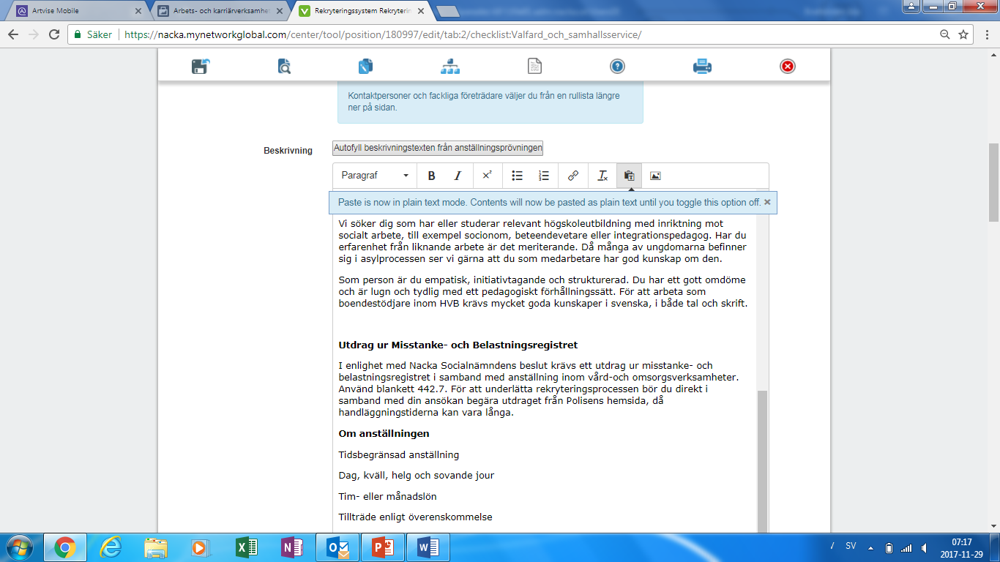 Artvise Mobile
Arbets- och karriärverksamhet
Rekryteringssystem Rekryterin
Säker
https://nacka.mynetworkglobal.com/center/tool/position/180997/edit/tab:2/checklist:Valfard_och_samhallsservice/
Kontaktpersoner och fackliga företrädare väljer du från en rullista längre
ner på sidan.
Beskrivning
Autofyll beskrivningstexten från anställningsprövningen
Paragraf B I x²
Paste is now in plain text mode. Contents will now be pasted as plain text until you toggle this option off.
Vi söker dig som har eller studerar relevant högskoleutbildning med inriktning mot
socialt arbete, till exempel socionom, beteendevetare eller integrationspedagog. Har du
erfarenhet från liknande arbete är det meriterande. Då många av ungdomarna befinner
sig i asylprocessen ser vi gärna att du som medarbetare har god kunskap om den.
Som person är du empatisk, initiativtagande och strukturerad. Du har ett gott omdöme
och är lugn och tydlig med ett pedagogiskt förhållningssätt. För att arbeta som
boendestödjare inom HVB krävs mycket goda kunskaper i svenska, i både tal och skrift.
Utdrag ur Misstanke- och Belastningsregistret
I enlighet med Nacka Socialnämndens beslut krävs ett utdrag ur misstanke- och
belastningsregistret i samband med anställning inom vård-och omsorgsverksamheter.
Använd blankett 442.7. För att underlätta rekryteringsprocessen bör du direkt i
samband med din ansökan begära utdraget från Polisens hemsida, då
handläggningstiderna kan vara långa.
Om anställningen
Tidsbegränsad anställning
Dag, kväll, helg och sovande jour
Tim- eller månadslön
Tillträde enligt överenskommelse
SV
07:17
2017-11-29